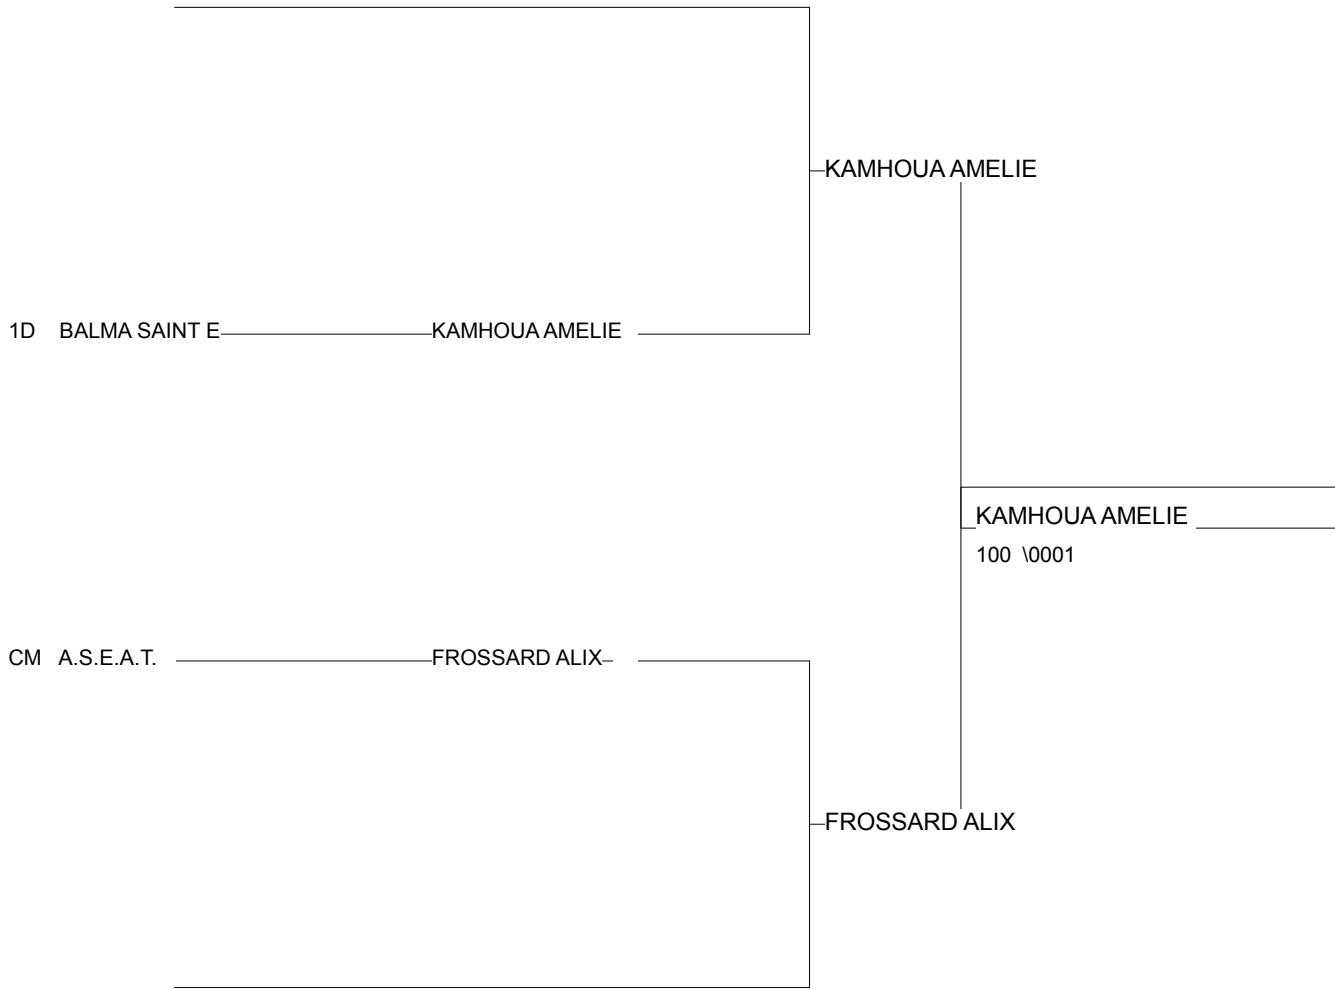 KAMHOUA AMELIE
1D BALMA SAINT E KAMHOUA AMELIE
KAMHOUA AMELIE
100 \0001
CM A.S.E.A.T. FROSSARD ALIX
FROSSARD ALIX